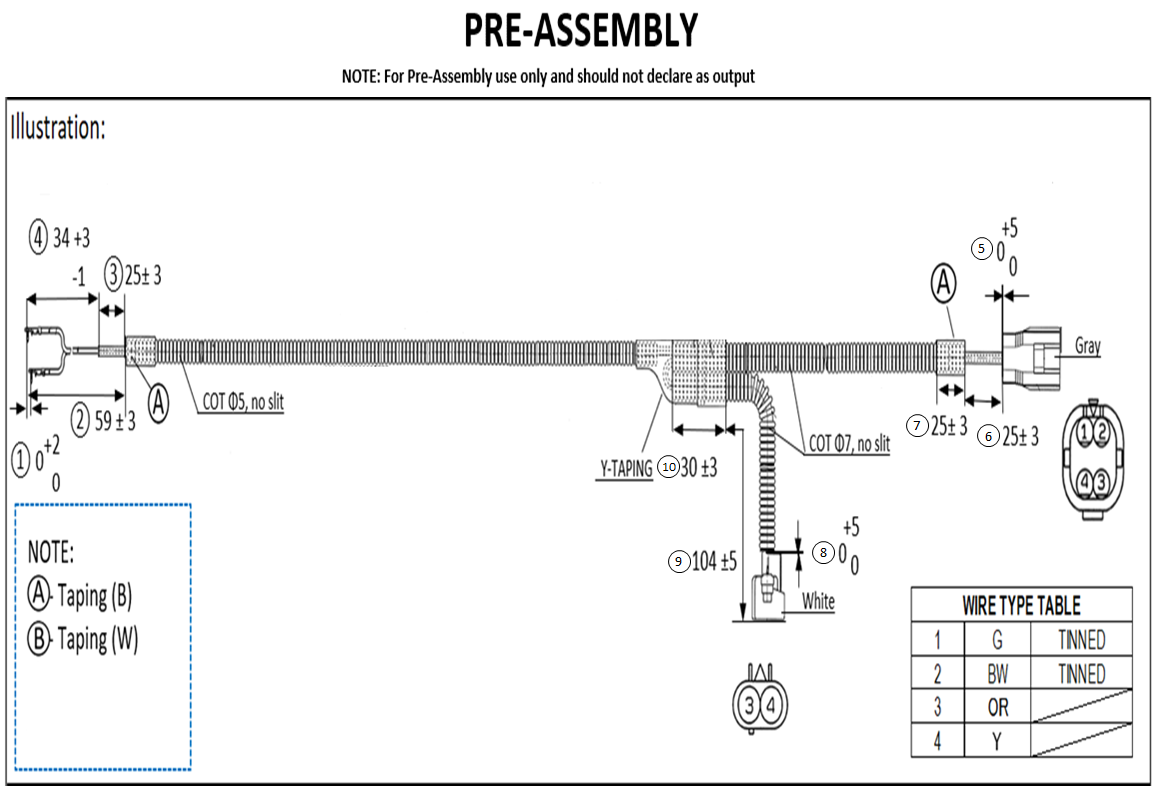 PRE-ASSEMBLY
NOTE: For Pre-Assembly use only and should not declare as output
Illustration:
④ 34 +3
-1
③ 25± 3
② 59 ±3
① 0 +2
0
Ⓐ
COT Φ5, no slit
Y-TAPING
⑩ 30 ±3
COT Φ7, no slit
Ⓐ
⑤ 0 +5
0
Gray
⑦ 25± 3
⑥ 25± 3
1 2
4 3
⑧ 0 +5
0
⑨ 104 ±5
White
3 4
NOTE:
Ⓐ- Taping (B)
Ⓑ- Taping (W)
WIRE TYPE TABLE
1 G TINNED
2 BW TINNED
3 OR
4 Y